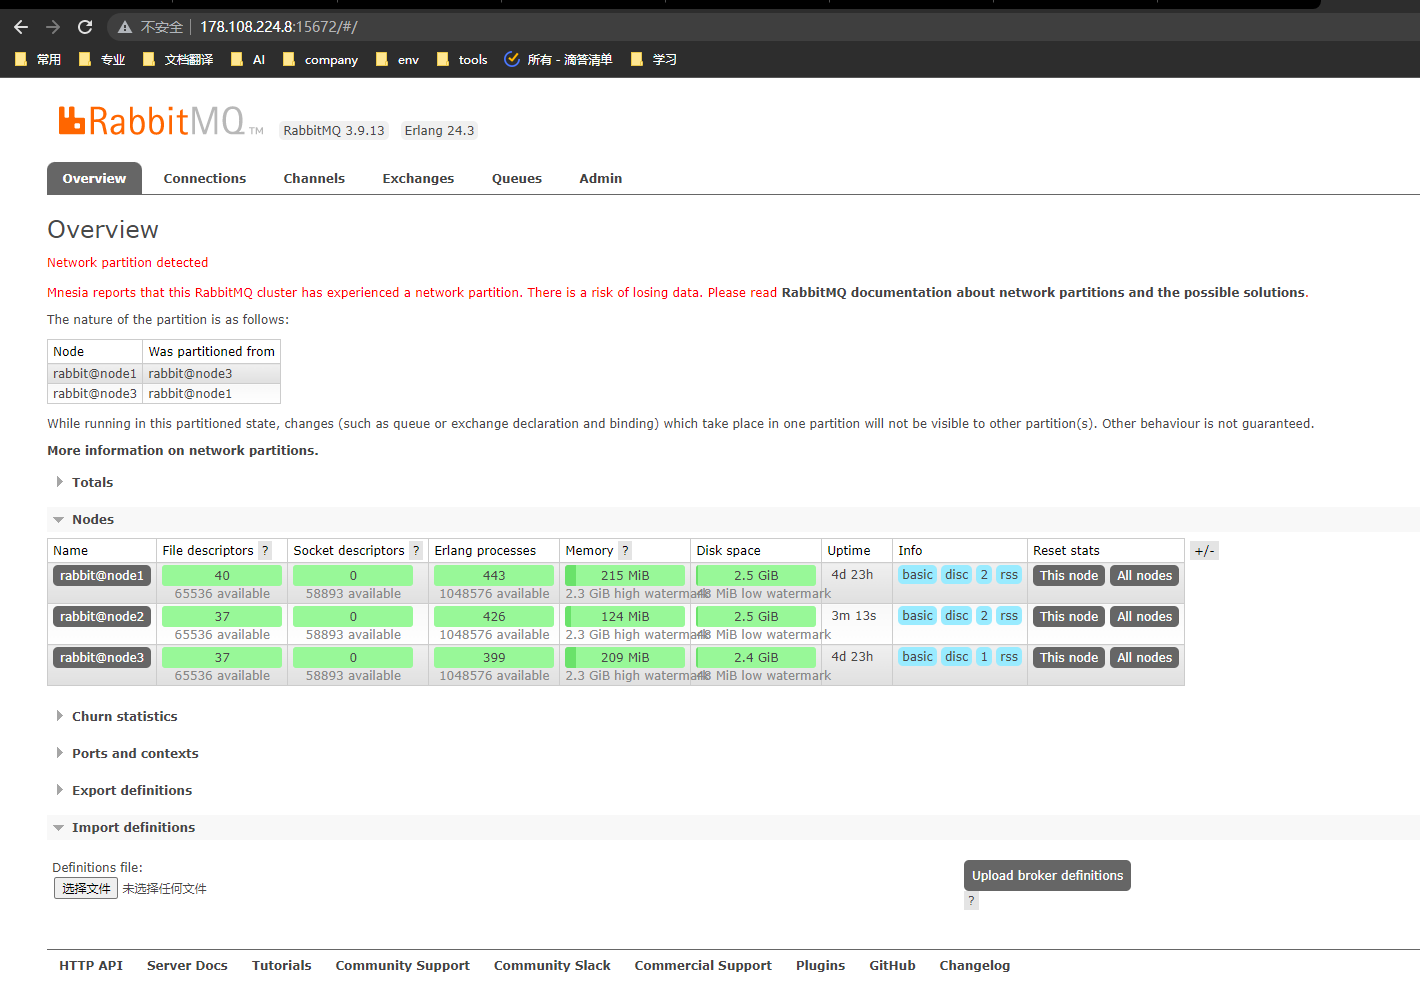 不安全 178.108.224.8:15672/#/
常用 专业 文档翻译 AI company env tools 所有 - 滴答清单 学习
RabbitMQ TM RabbitMQ 3.9.13 Erlang 24.3
Overview Connections Channels Exchanges Queues Admin
Overview
Network partition detected
Mnesia reports that this RabbitMQ cluster has experienced a network partition. There is a risk of losing data. Please read RabbitMQ documentation about network partitions and the possible solutions.
The nature of the partition is as follows:
Node Was partitioned from
rabbit@node1 rabbit@node3
rabbit@node3 rabbit@node1
While running in this partitioned state, changes (such as queue or exchange declaration and binding) which take place in one partition will not be visible to other partition(s). Other behaviour is not guaranteed.
More information on network partitions.
Totals
Nodes
Name File descriptors ? Socket descriptors ? Erlang processes Memory ? Disk space Uptime Info Reset stats +/-
rabbit@node1 40 0 443 215 MiB 2.5 GiB 4d 23h basic disc 2 rss This node All nodes
65536 available 58893 available 1048576 available 2.3 GiB high watermark 48 MiB low watermark
rabbit@node2 37 0 426 124 MiB 2.5 GiB 3m 13s basic disc 2 rss This node All nodes
65536 available 58893 available 1048576 available 2.3 GiB high watermark 48 MiB low watermark
rabbit@node3 37 0 399 209 MiB 2.4 GiB 4d 23h basic disc 1 rss This node All nodes
65536 available 58893 available 1048576 available 2.3 GiB high watermark 48 MiB low watermark
Churn statistics
Ports and contexts
Export definitions
Import definitions
Definitions file:
选择文件 未选择任何文件
Upload broker definitions
?
HTTP API Server Docs Tutorials Community Support Community Slack Commercial Support Plugins GitHub Changelog